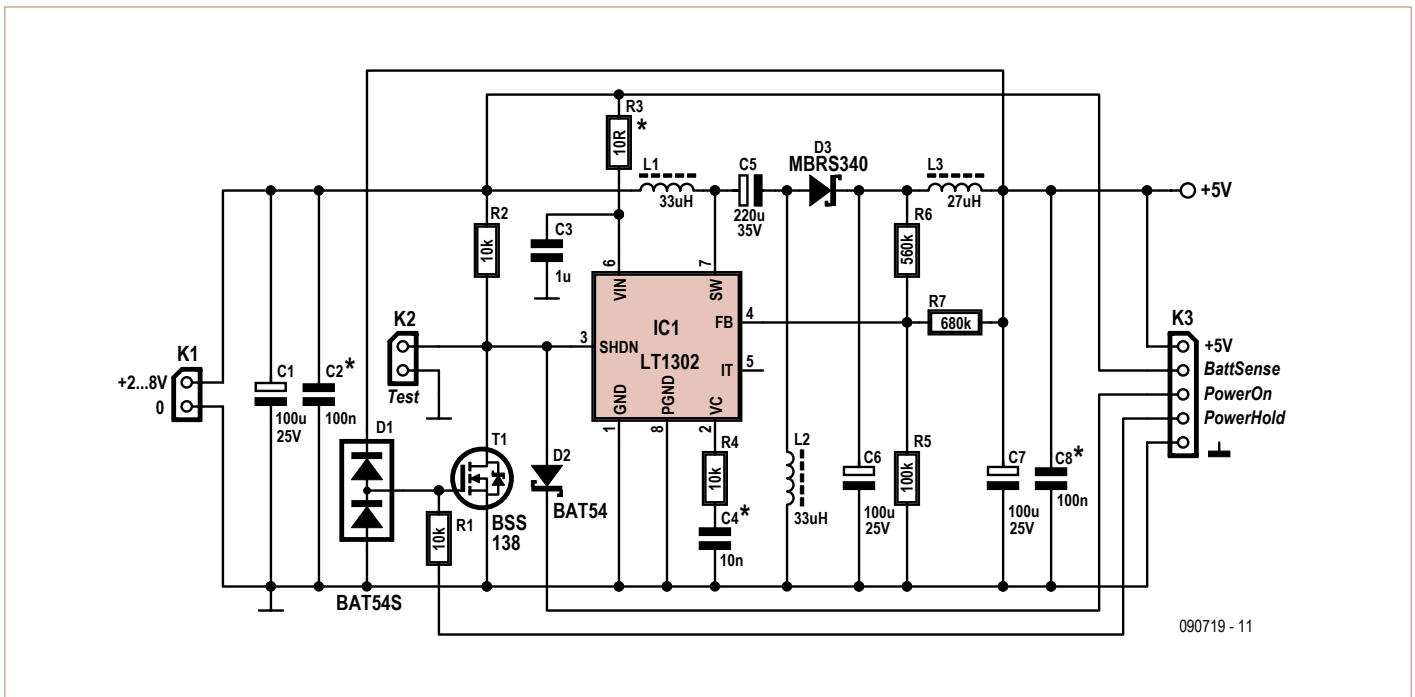 R3
*
10R
L1
33uH
C5
220u
35V
D3
MBRS340
L3
27uH
+5V
R2
10k
C3
1u
R6
560k
6
7
VIN
SW
K2
Test
3
SHDN
IC1
LT1302
FB
4
IT
5
R7
680k
K3
+5V
BattSense
PowerOn
PowerHold
K1
+2...8V
0
C1
100u
25V
C2*
100n
GND
PGND
VC
1
8
2
D1
BAT54S
T1
BSS
138
R1
10k
D2
BAT54
R4
10k
C4*
10n
L2
33uH
C6
100u
25V
R5
100k
C7
100u
25V
C8*
100n
090719 - 11